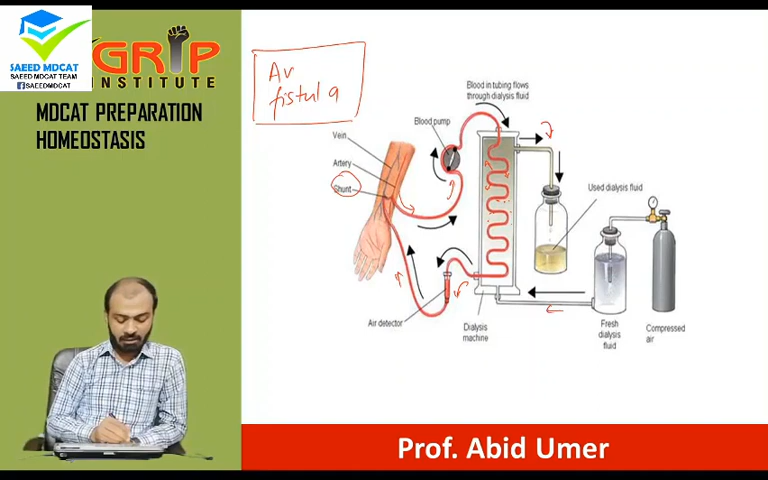 SAEED MDCAT
SAEED MDCAT TEAM
SAEEDMDCAT
GRIP
INSTITUTE
MDCAT PREPARATION
HOMEOSTASIS
Av
fistula
Blood in tubing flows
through dialysis fluid
Blood pump
Vein
Artery
Shunt
Used dialysis fluid
Air detector
Dialysis
machine
Fresh
dialysis
fluid
Compressed
air
Prof. Abid Umer